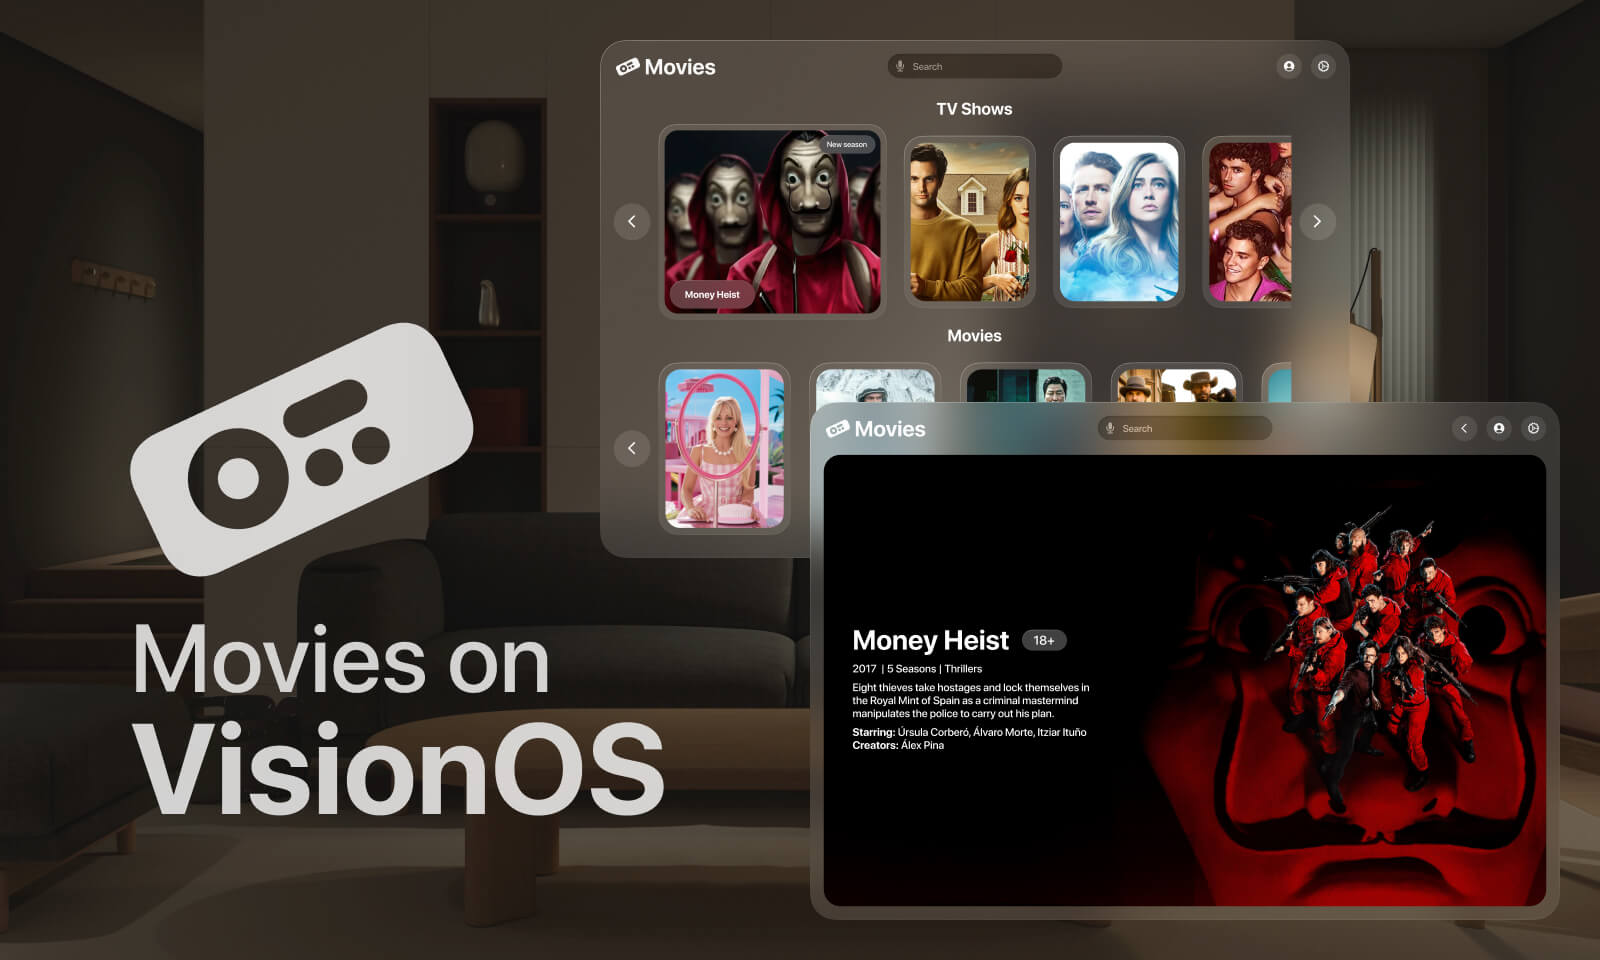 Movies on
VisionOS
Movies
Search
TV Shows
New season
Money Heist
Movies
Movies
Search
Money Heist 18+
2017 | 5 Seasons | Thrillers
Eight thieves take hostages and lock themselves in
the Royal Mint of Spain as a criminal mastermind
manipulates the police to carry out his plan.
Starring: Úrsula Corberó, Álvaro Morte, Itziar Ituño
Creators: Álex Pina